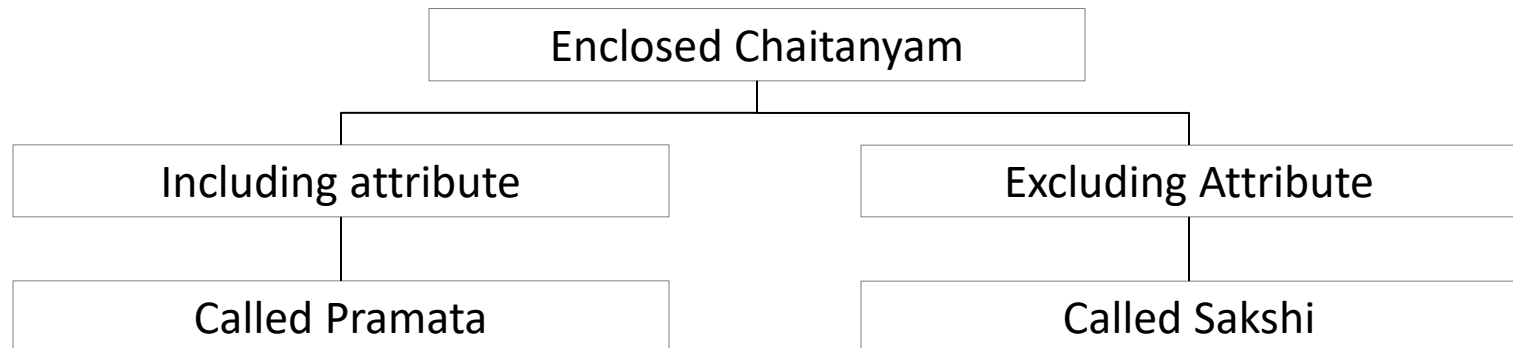 Enclosed Chaitanyam
Including attribute
Excluding Attribute
Called Pramata
Called Sakshi